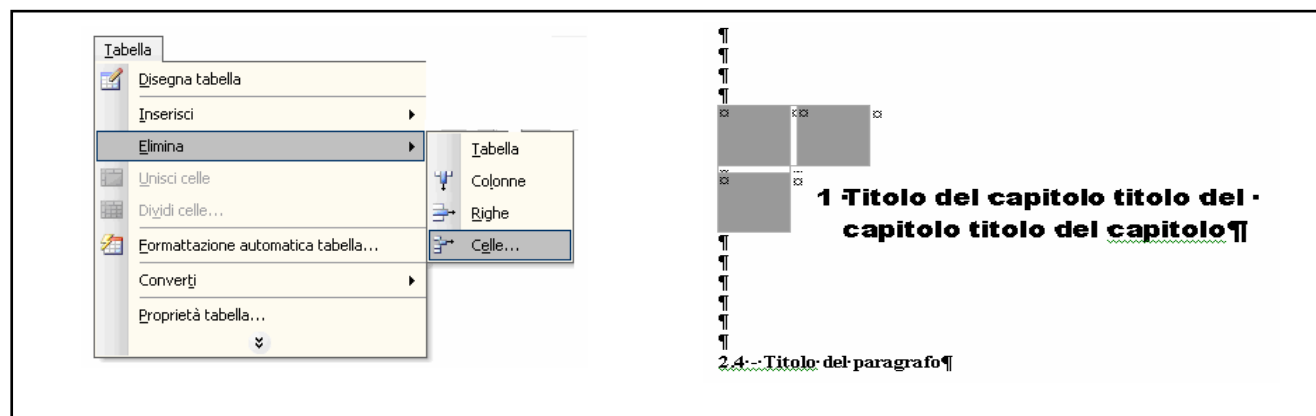 Tabella
Disegna tabella
Inserisci
Elimina
Unisci celle
Dividi celle...
Formattazione automatica tabella...
Converti
Proprietà tabella...
Tabella
Colonne
Righe
Celle...
¶
¶
¶
¶
¤ ¤¤ ¤
¤ ¤
1·Titolo del capitolo titolo del·
capitolo titolo del capitolo¶
¶
¶
¶
¶
¶
¶
2.4·-·Titolo·del·paragrafo¶